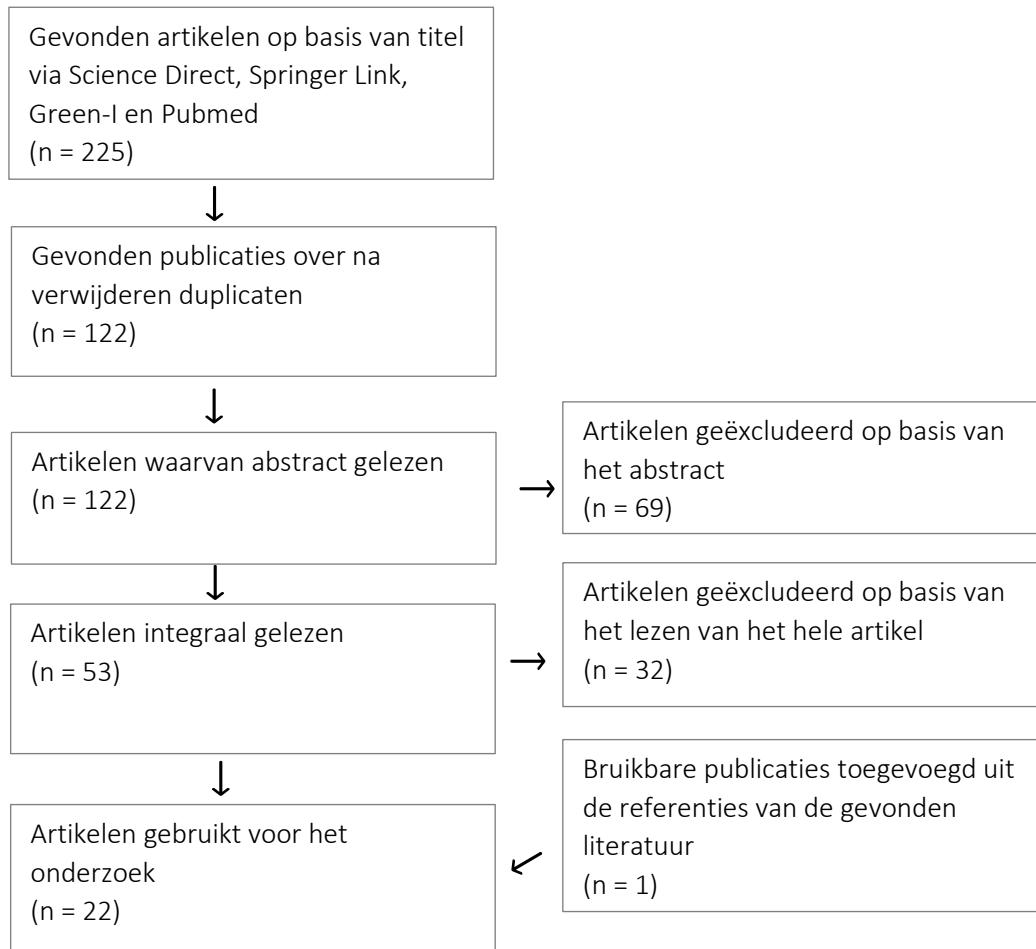 Gevonden artikelen op basis van titel
via Science Direct, Springer Link,
Green-I en Pubmed
(n = 225)
Gevonden publicaties over na
verwijderen duplicaten
(n = 122)
Artikelen waarvan abstract gelezen
(n = 122)
Artikelen geëxcludeerd op basis van
het abstract
(n = 69)
Artikelen integraal gelezen
(n = 53)
Artikelen geëxcludeerd op basis van
het lezen van het hele artikel
(n = 32)
Bruikbare publicaties toegevoegd uit
de referenties van de gevonden
literatuur
(n = 1)
Artikelen gebruikt voor het
onderzoek
(n = 22)